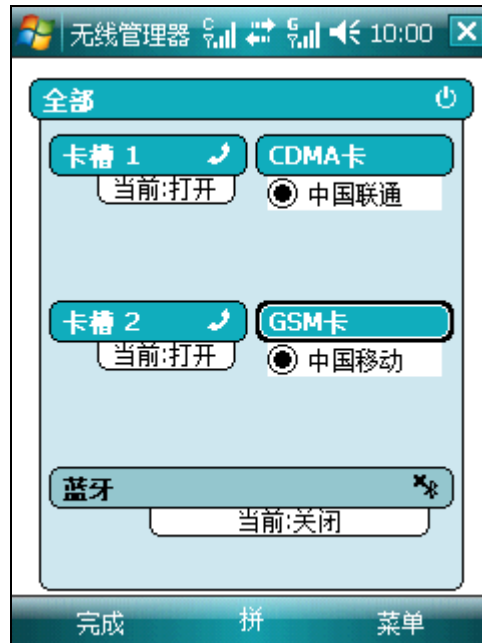 无线管理器 10:00
全部
卡槽 1 CDMA卡
当前:打开 中国联通
卡槽 2 GSM卡
当前:打开 中国移动
蓝牙
当前:关闭
完成 拼 菜单